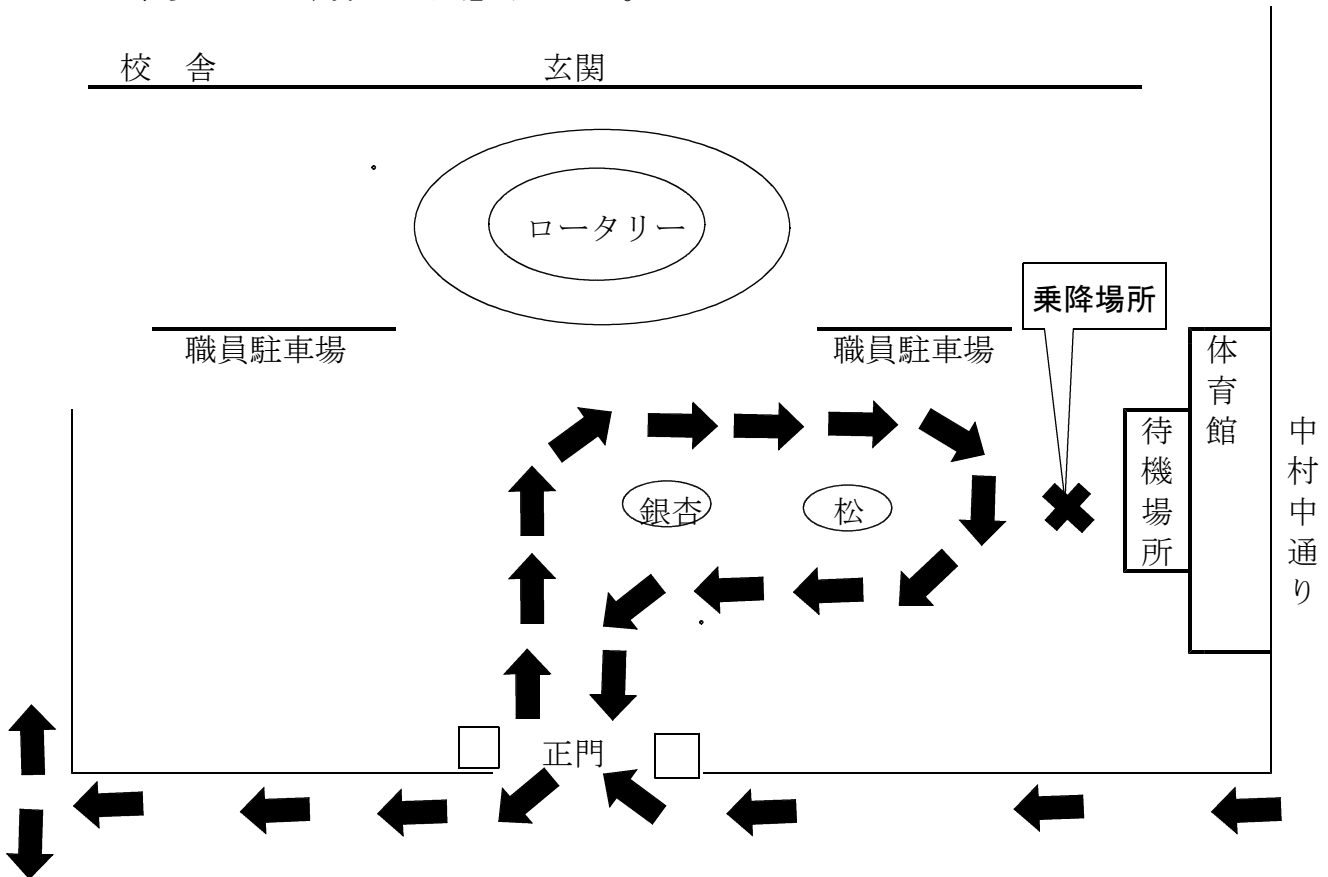 校　舎
玄関
ロータリー
乗降場所
職員駐車場
職員駐車場
体育館
待機場所
中村中通り
銀杏
松
正門